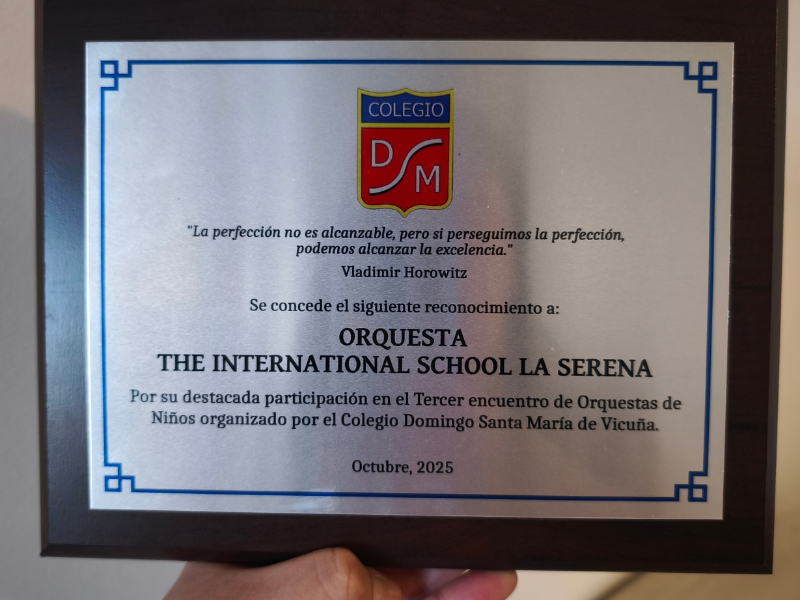 COLEGIO
D S M
"La perfección no es alcanzable, pero si perseguimos la perfección,
podemos alcanzar la excelencia."
Vladimir Horowitz
Se concede el siguiente reconocimiento a:
ORQUESTA
THE INTERNATIONAL SCHOOL LA SERENA
Por su destacada participación en el Tercer encuentro de Orquestas de
Niños organizado por el Colegio Domingo Santa María de Vicuña.
Octubre, 2025